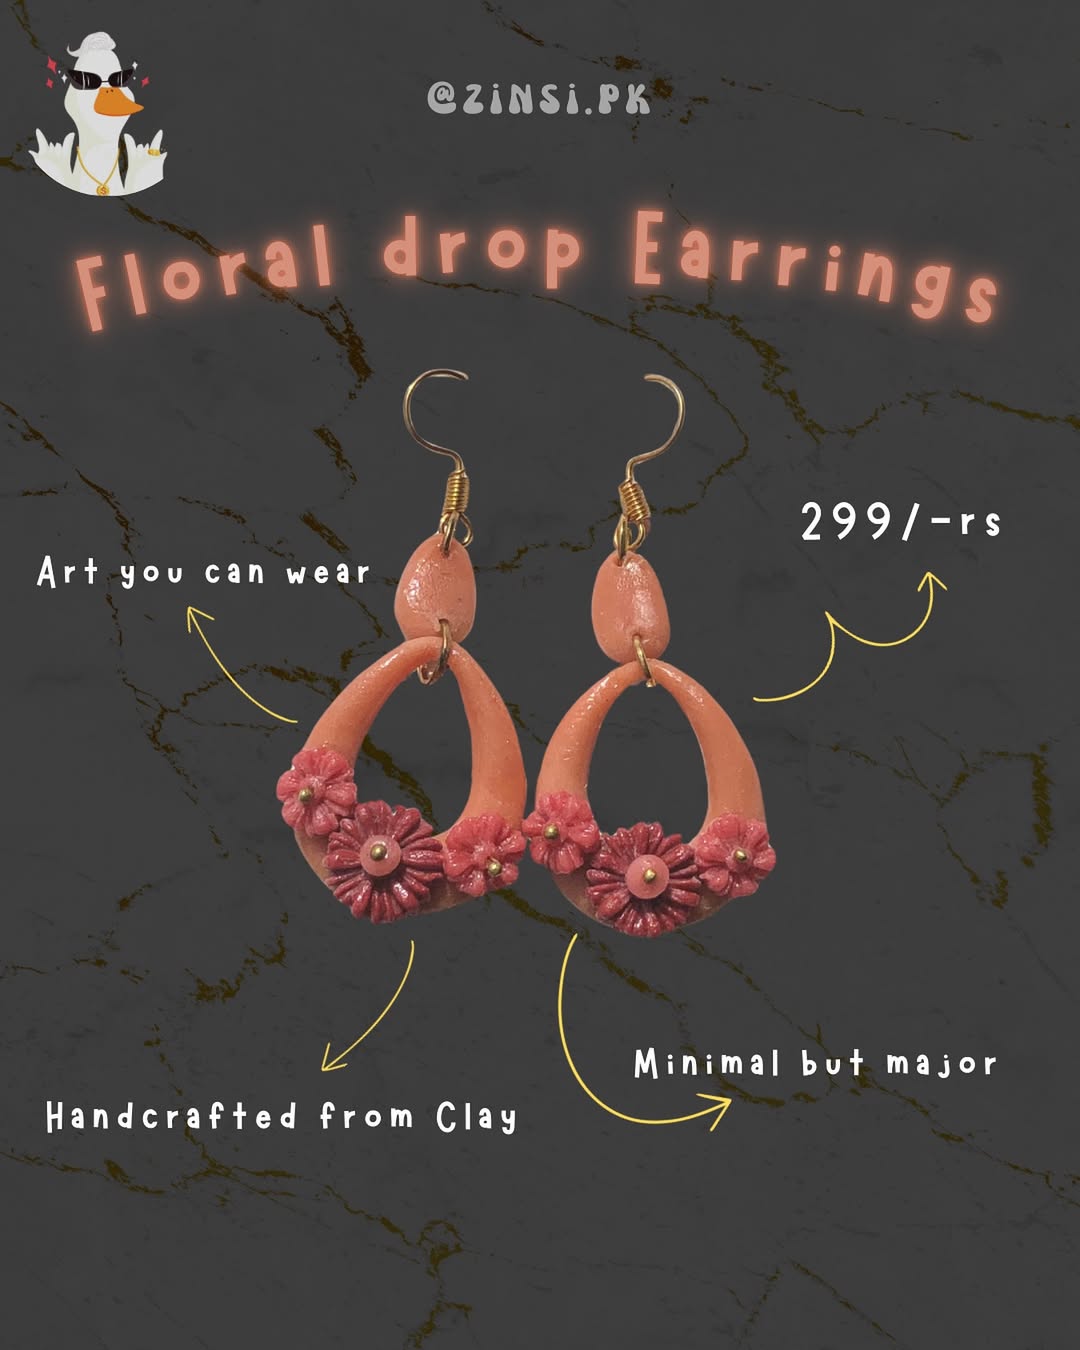 @ZiNSi.PK
Floral drop Earrings
299/-rs
Art you can wear
Minimal but major
Handcrafted from Clay